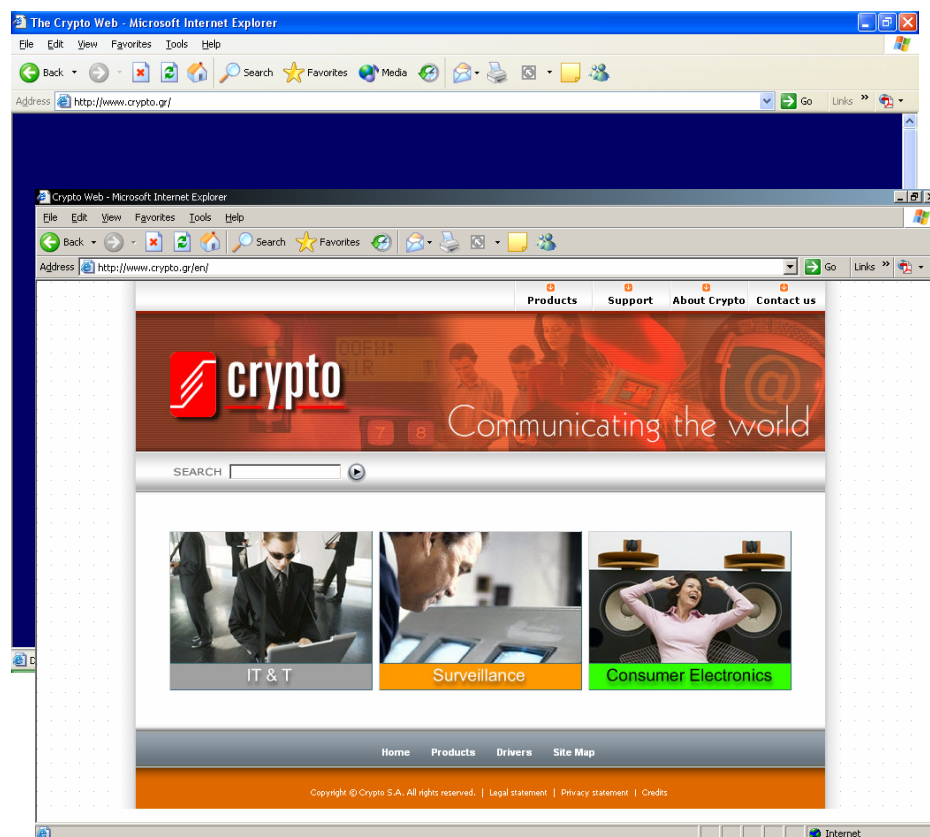 The Crypto Web - Microsoft Internet Explorer
File Edit View Favorites Tools Help
Back Search Favorites Media
Address http://www.crypto.gr/ Go Links »
Crypto Web - Microsoft Internet Explorer
File Edit View Favorites Tools Help
Back Search Favorites
Address http://www.crypto.gr/en/ Go Links »
Products Support About Crypto Contact us
crypto
7 8
Communicating the world
SEARCH
IT & T Surveillance Consumer Electronics
Home Products Drivers Site Map
Copyright © Crypto S.A. All rights reserved. | Legal statement | Privacy statement | Credits
Internet